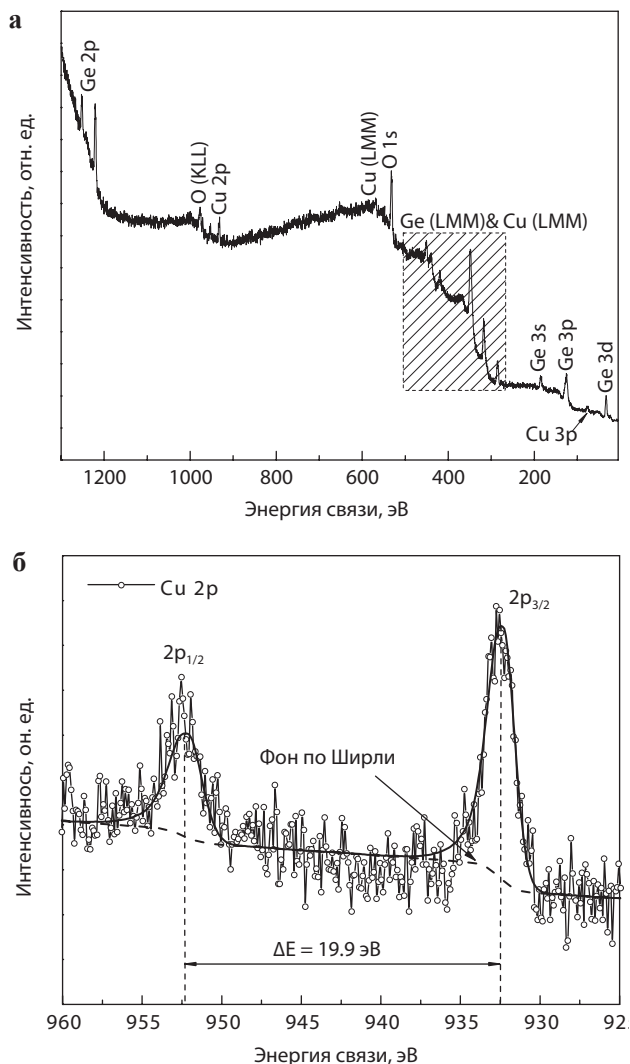 а
Интенсивность, отн. ед.
Ge 2p
O (KLL)
Cu 2p
Cu (LMM)
O 1s
Ge (LMM)& Cu (LMM)
Ge 3s
Ge 3p
Ge 3d
Cu 3p
1200 1000 800 600 400 200
Энергия связи, эВ
б
Cu 2p
2p3/2
2p1/2
Фон по Ширли
Интенсивнось, он. ед.
ΔE = 19.9 эВ
960 955 950 945 940 935 930 92
Энергия связи, эВ